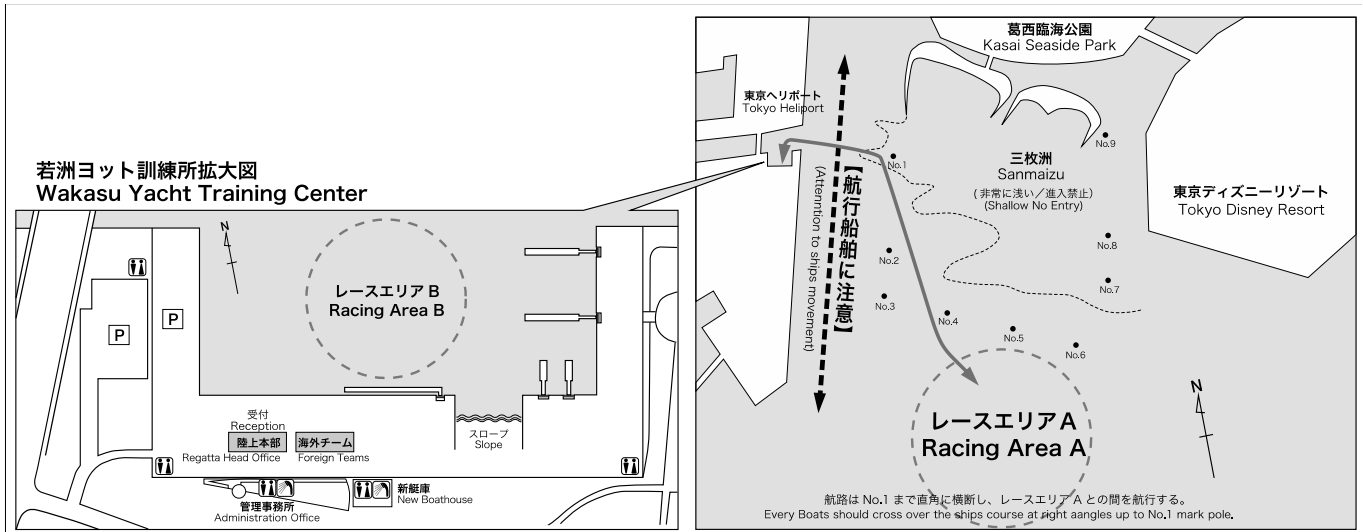 若洲ヨット訓練所拡大図
Wakasu Yacht Training Center
N
P
P
レースエリア B
Racing Area B
受付
Reception
陸上本部
海外チーム
Regatta Head Office
Foreign Teams
スロープ
Slope
管理事務所
Administration Office
新艇庫
New Boathouse
葛西臨海公園
Kasai Seaside Park
東京ヘリポート
Tokyo Heliport
三枚洲
Sanmaizu
(非常に浅い/進入禁止)
(Shallow No Entry)
東京ディズニーリゾート
Tokyo Disney Resort
【航行船舶に注意】
(Attenntion to ships movement)
No.1
No.2
No.3
No.4
No.5
No.6
No.7
No.8
No.9
N
レースエリア A
Racing Area A
航路は No.1 まで直角に横断し、レースエリア A との間を航行する。
Every Boats should cross over the ships course at right aangles up to No.1 mark pole.